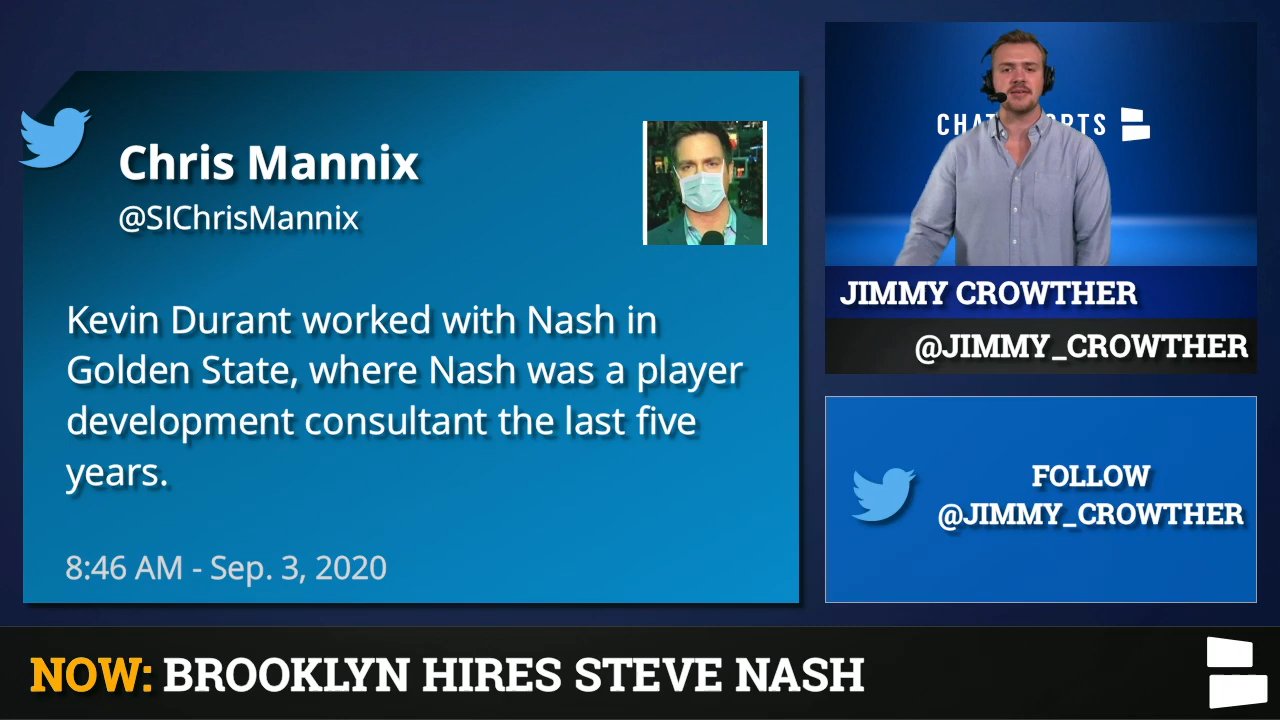 Chris Mannix
@SIChrisMannix
Kevin Durant worked with Nash in
Golden State, where Nash was a player
development consultant the last five
years.
8:46 AM - Sep. 3, 2020
JIMMY CROWTHER
@JIMMY_CROWTHER
FOLLOW
@JIMMY_CROWTHER
NOW: BROOKLYN HIRES STEVE NASH